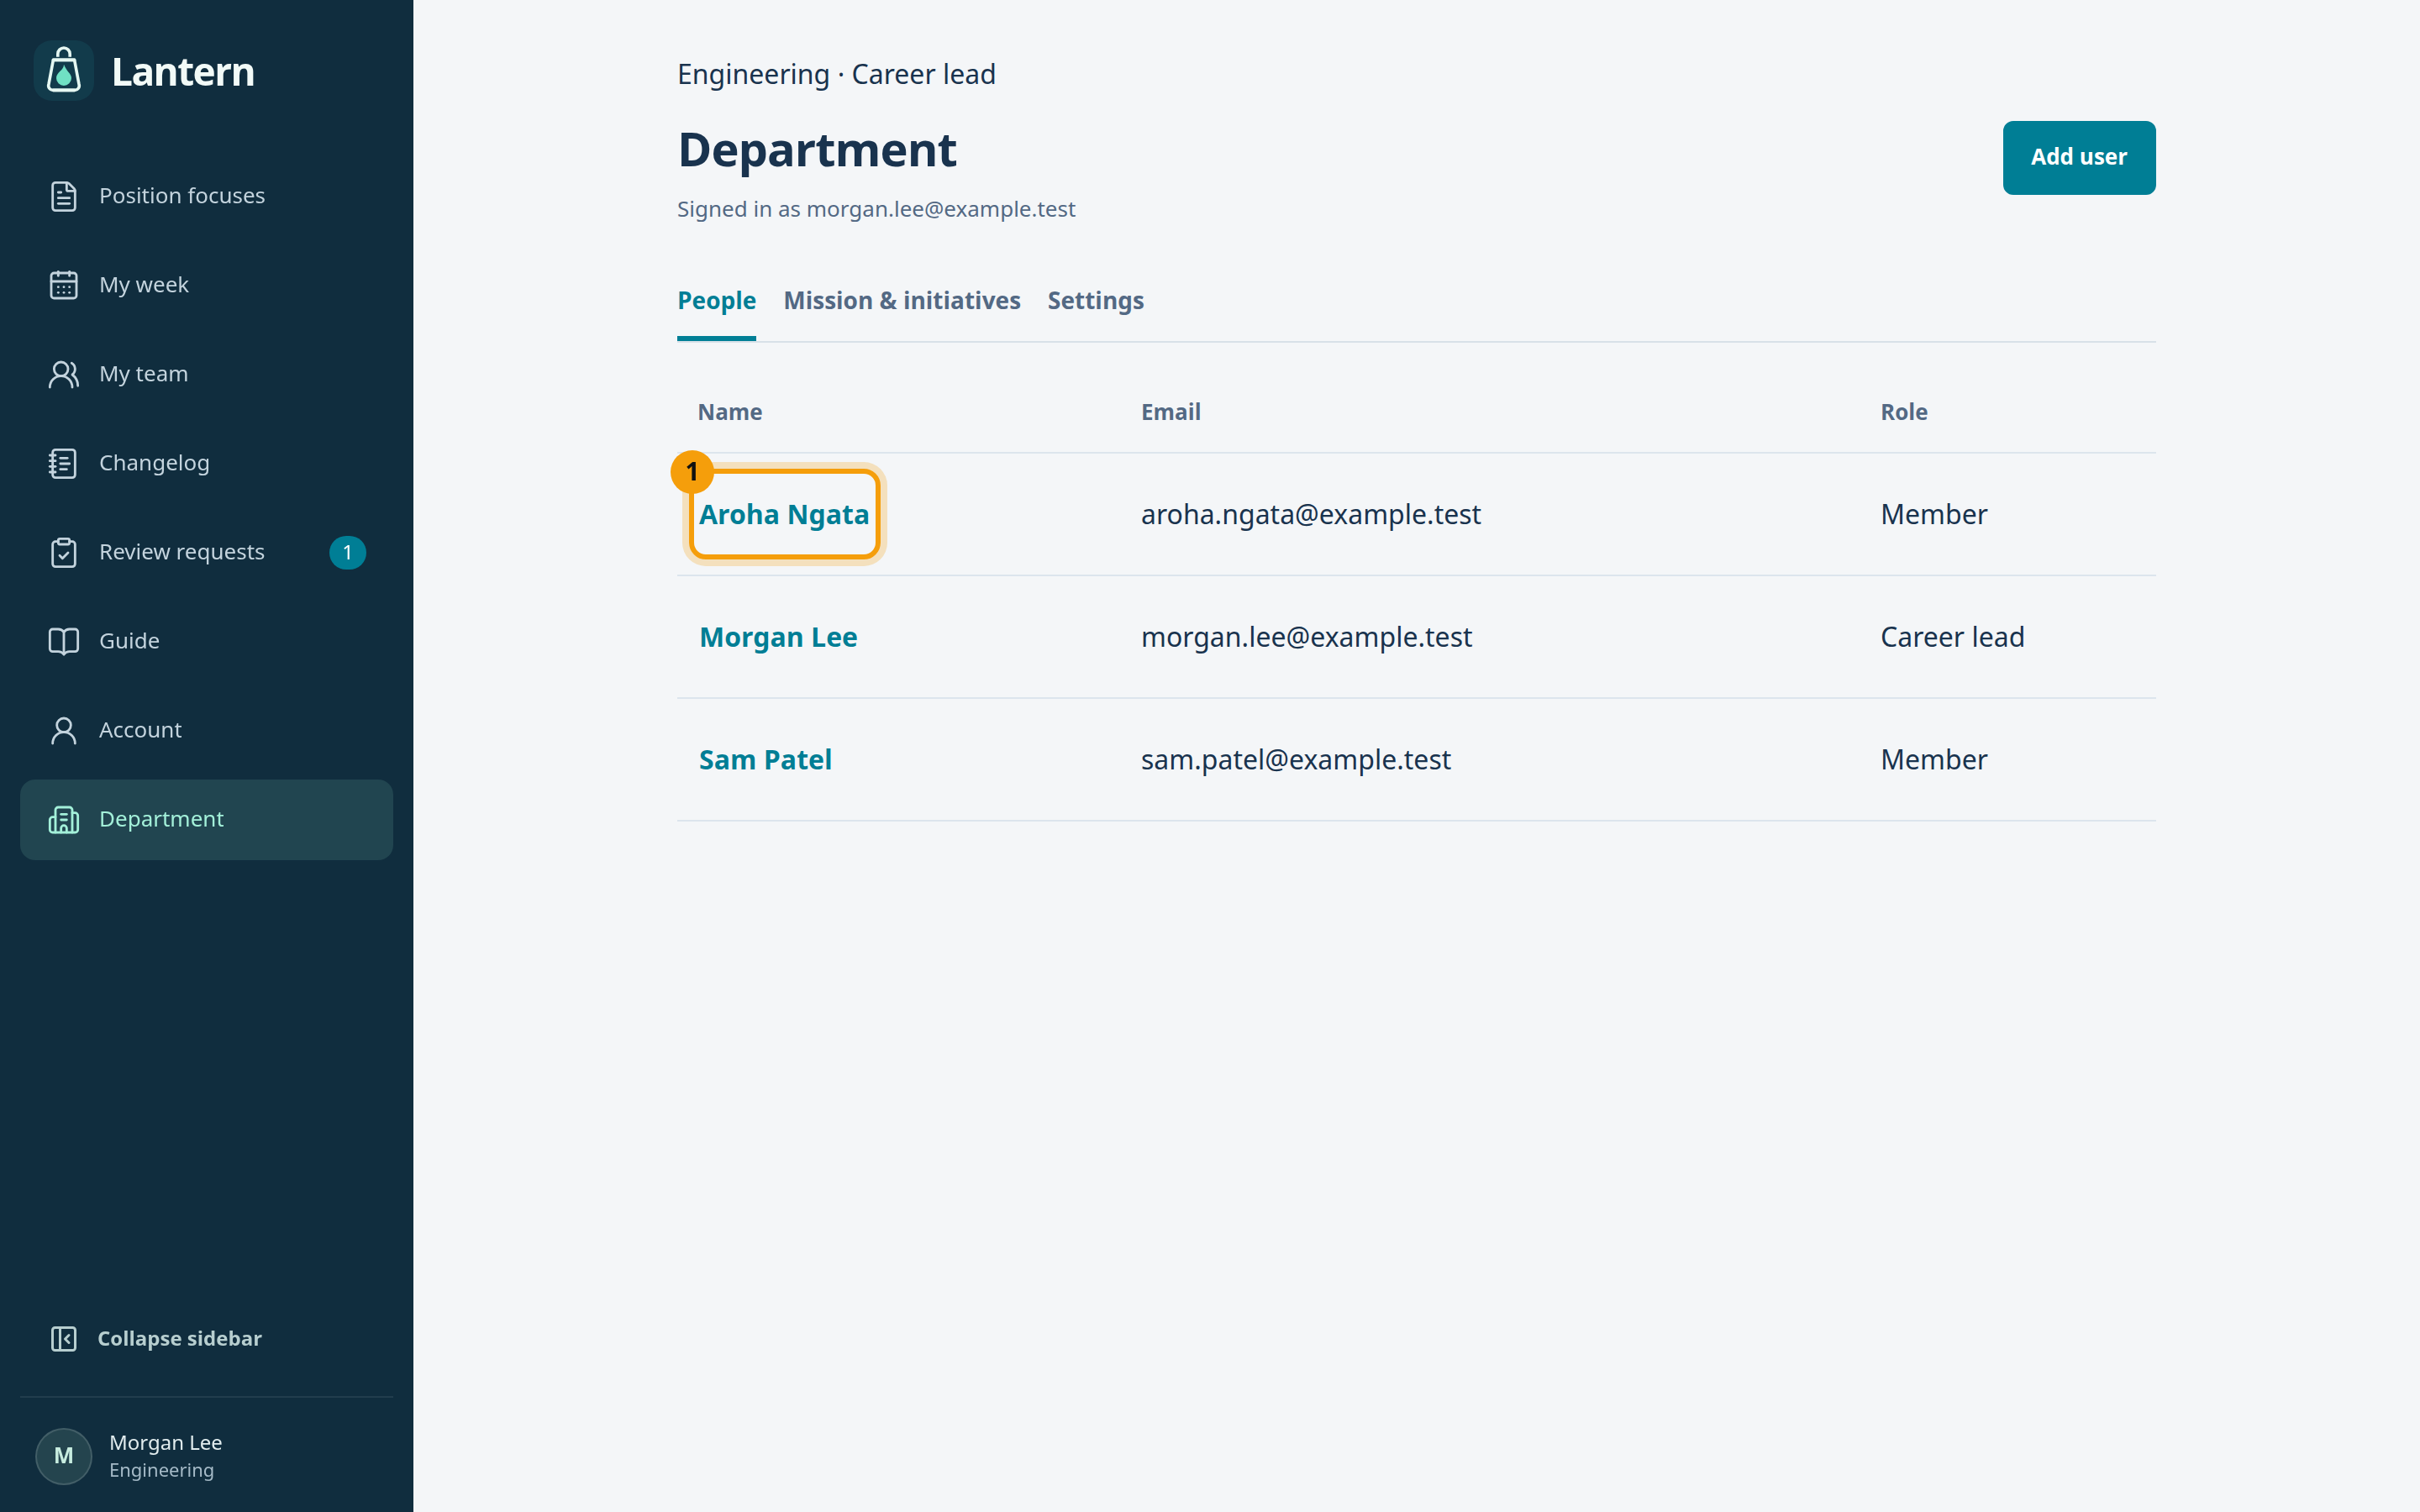 Lantern
Position focuses
My week
My team
Changelog
Review requests 1
Guide
Account
Department
Collapse sidebar
M
Morgan Lee
Engineering
Engineering · Career lead
Department
Add user
Signed in as morgan.lee@example.test
People Mission & initiatives Settings
Name Email Role
1
Aroha Ngata aroha.ngata@example.test Member
Morgan Lee morgan.lee@example.test Career lead
Sam Patel sam.patel@example.test Member